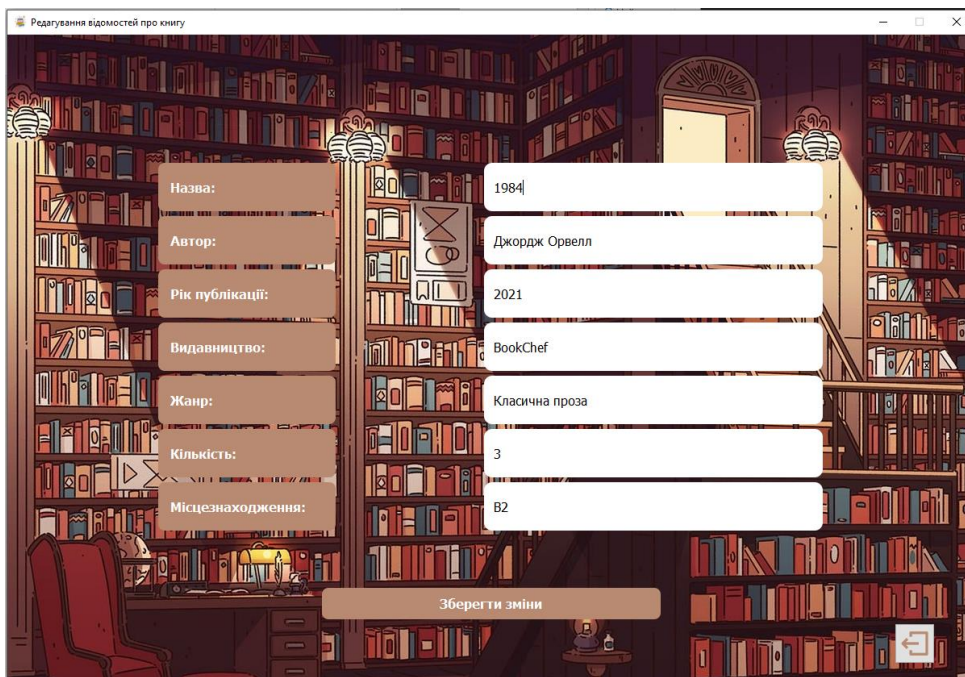 Редагування відомостей про книгу
Назва:
1984
Автор:
Джордж Орвелл
Рік публікації:
2021
Видавництво:
BookChef
Жанр:
Класична проза
Кількість:
3
Місцезнаходження:
B2
Зберегти зміни